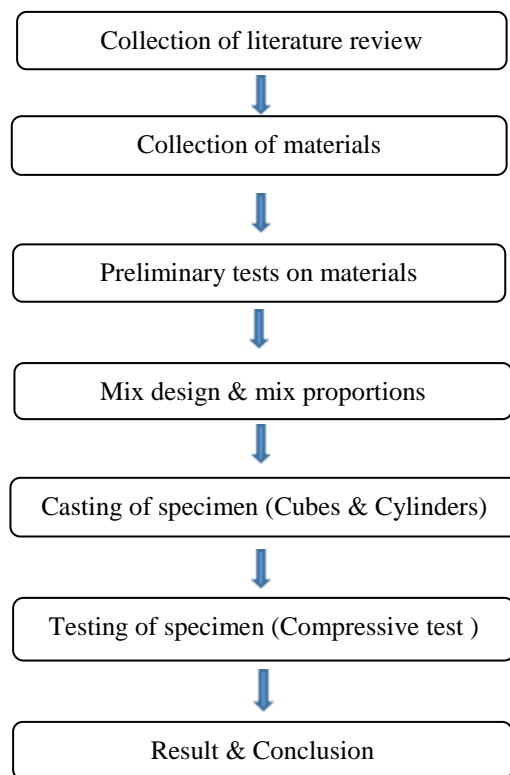 Collection of literature review
Collection of materials
Preliminary tests on materials
Mix design & mix proportions
Casting of specimen (Cubes & Cylinders)
Testing of specimen (Compressive test )
Result & Conclusion